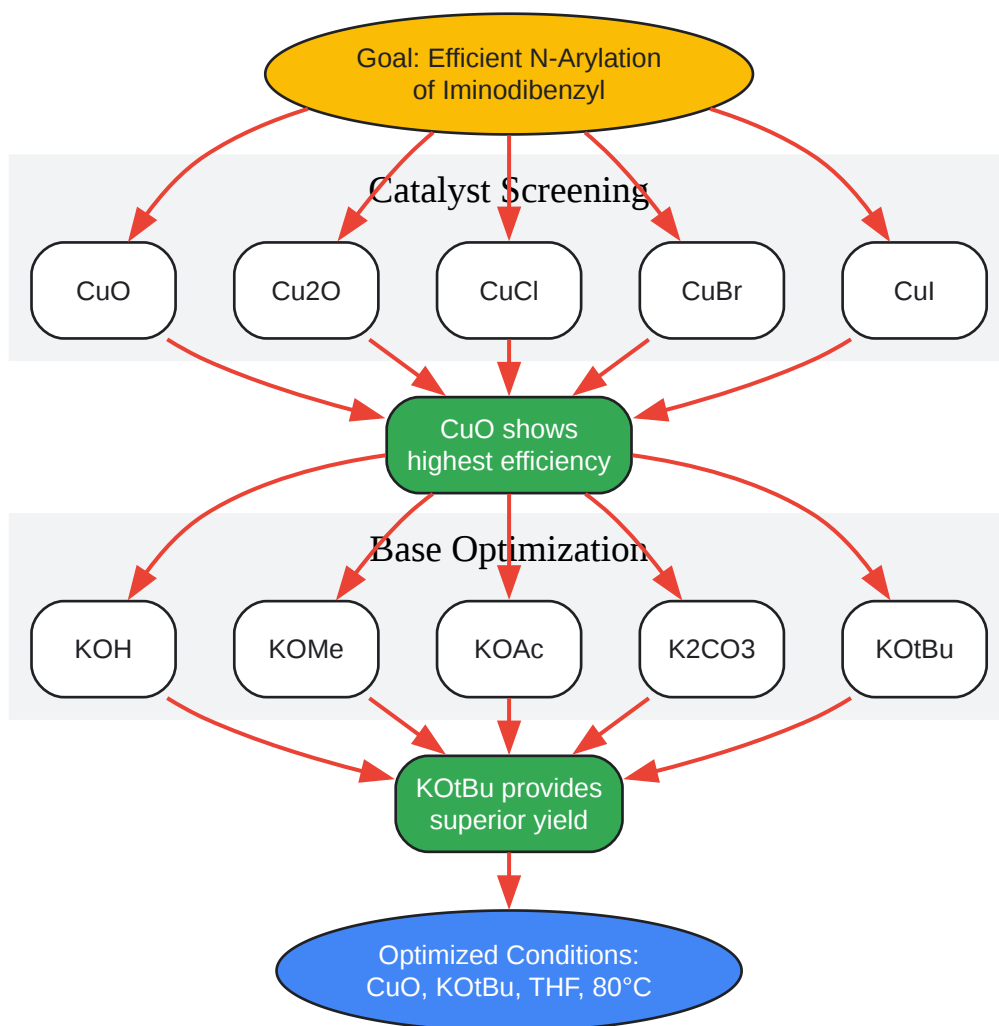 Goal: Efficient N-Arylation
of Iminodibenzyl
Catalyst Screening
CuO
Cu2O
CuCl
CuBr
CuI
CuO shows
highest efficiency
Base Optimization
KOH
KOMe
KOAc
K2CO3
KOtBu
KOtBu provides
superior yield
Optimized Conditions:
CuO, KOtBu, THF, 80°C